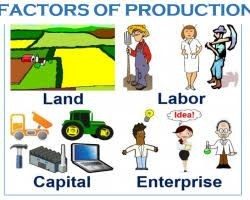 FACTORS OF PRODUCTION
Land
Labor
Idea!
Capital
Enterprise